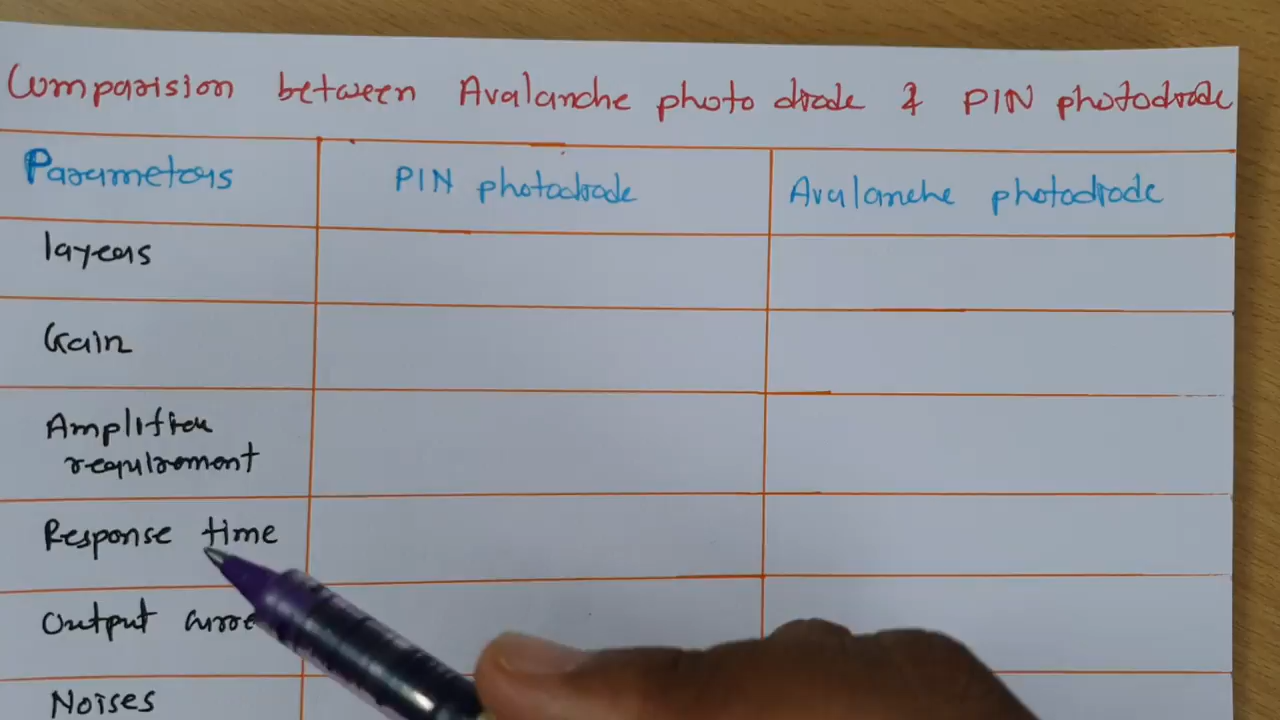 Comparision between Avalanche photo diode & PIN photodiode
Parameters PIN photodiode Avalanche photodiode
layers
Gain
Amplifier
requirement
Response time
Output
Noises